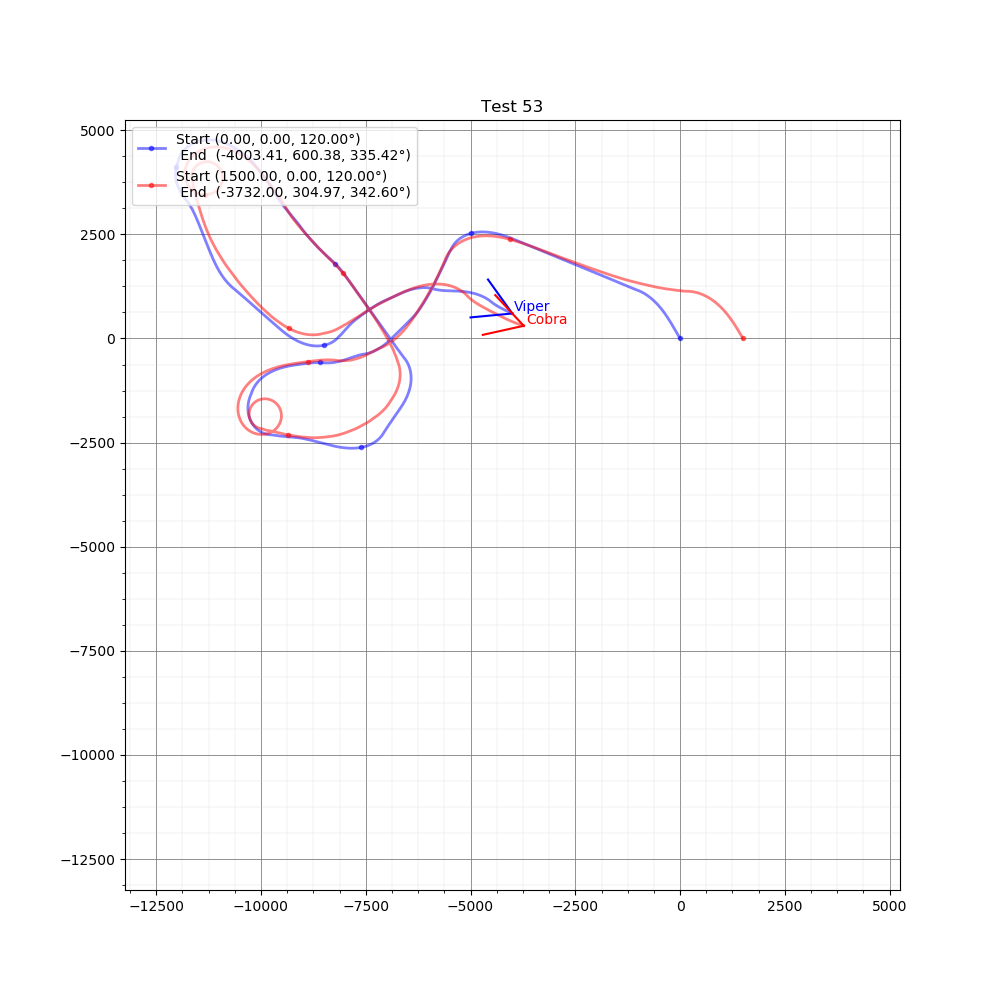 Test 53
Start (0.00, 0.00, 120.00°)
End  (-4003.41, 600.38, 335.42°)
Start (1500.00, 0.00, 120.00°)
End  (-3732.00, 304.97, 342.60°)
5000
2500
0
−2500
−5000
−7500
−10000
−12500
Viper
Cobra
−12500 −10000 −7500 −5000 −2500 0 2500 5000